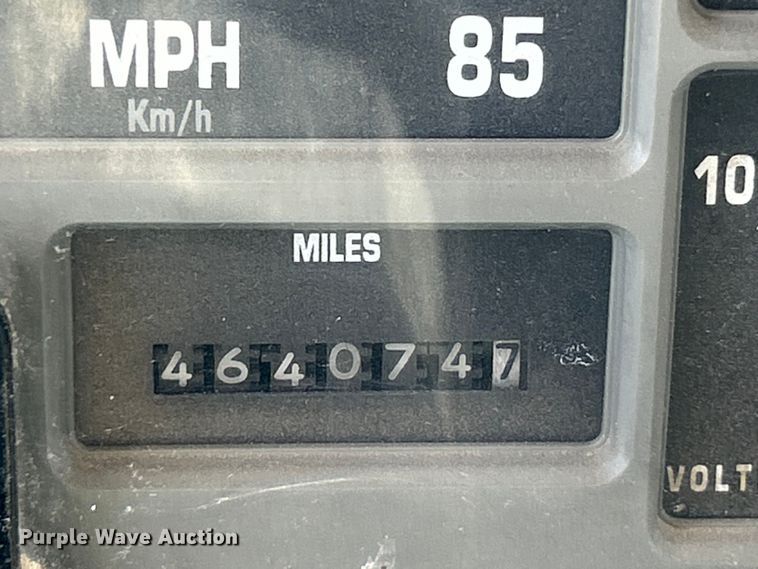 MPH 85
Km/h
10
MILES
4640747
VOLT
Purple Wave Auction